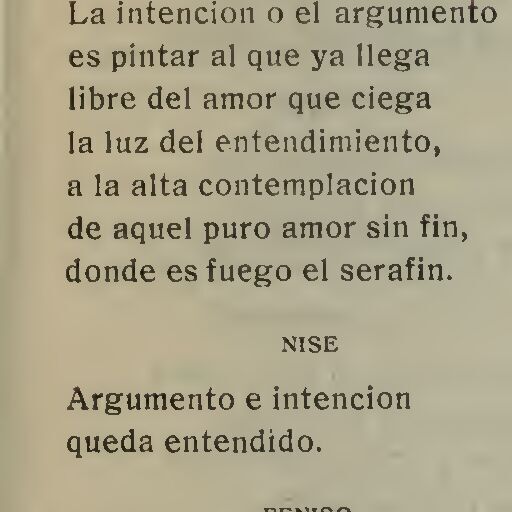 La intencion o el argumento
es pintar al que ya llega
libre del amor que ciega
la luz del entendimiento,
a la alta contemplacion
de aquel puro amor sin fin,
donde es fuego el serafin.
NISE
Argumento e intencion
queda entendido.